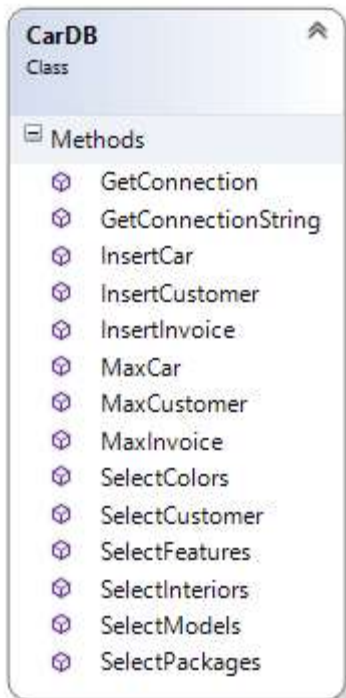 CarDB
Class
Methods
GetConnection
GetConnectionString
InsertCar
InsertCustomer
InsertInvoice
MaxCar
MaxCustomer
MaxInvoice
SelectColors
SelectCustomer
SelectFeatures
SelectInteriors
SelectModels
SelectPackages